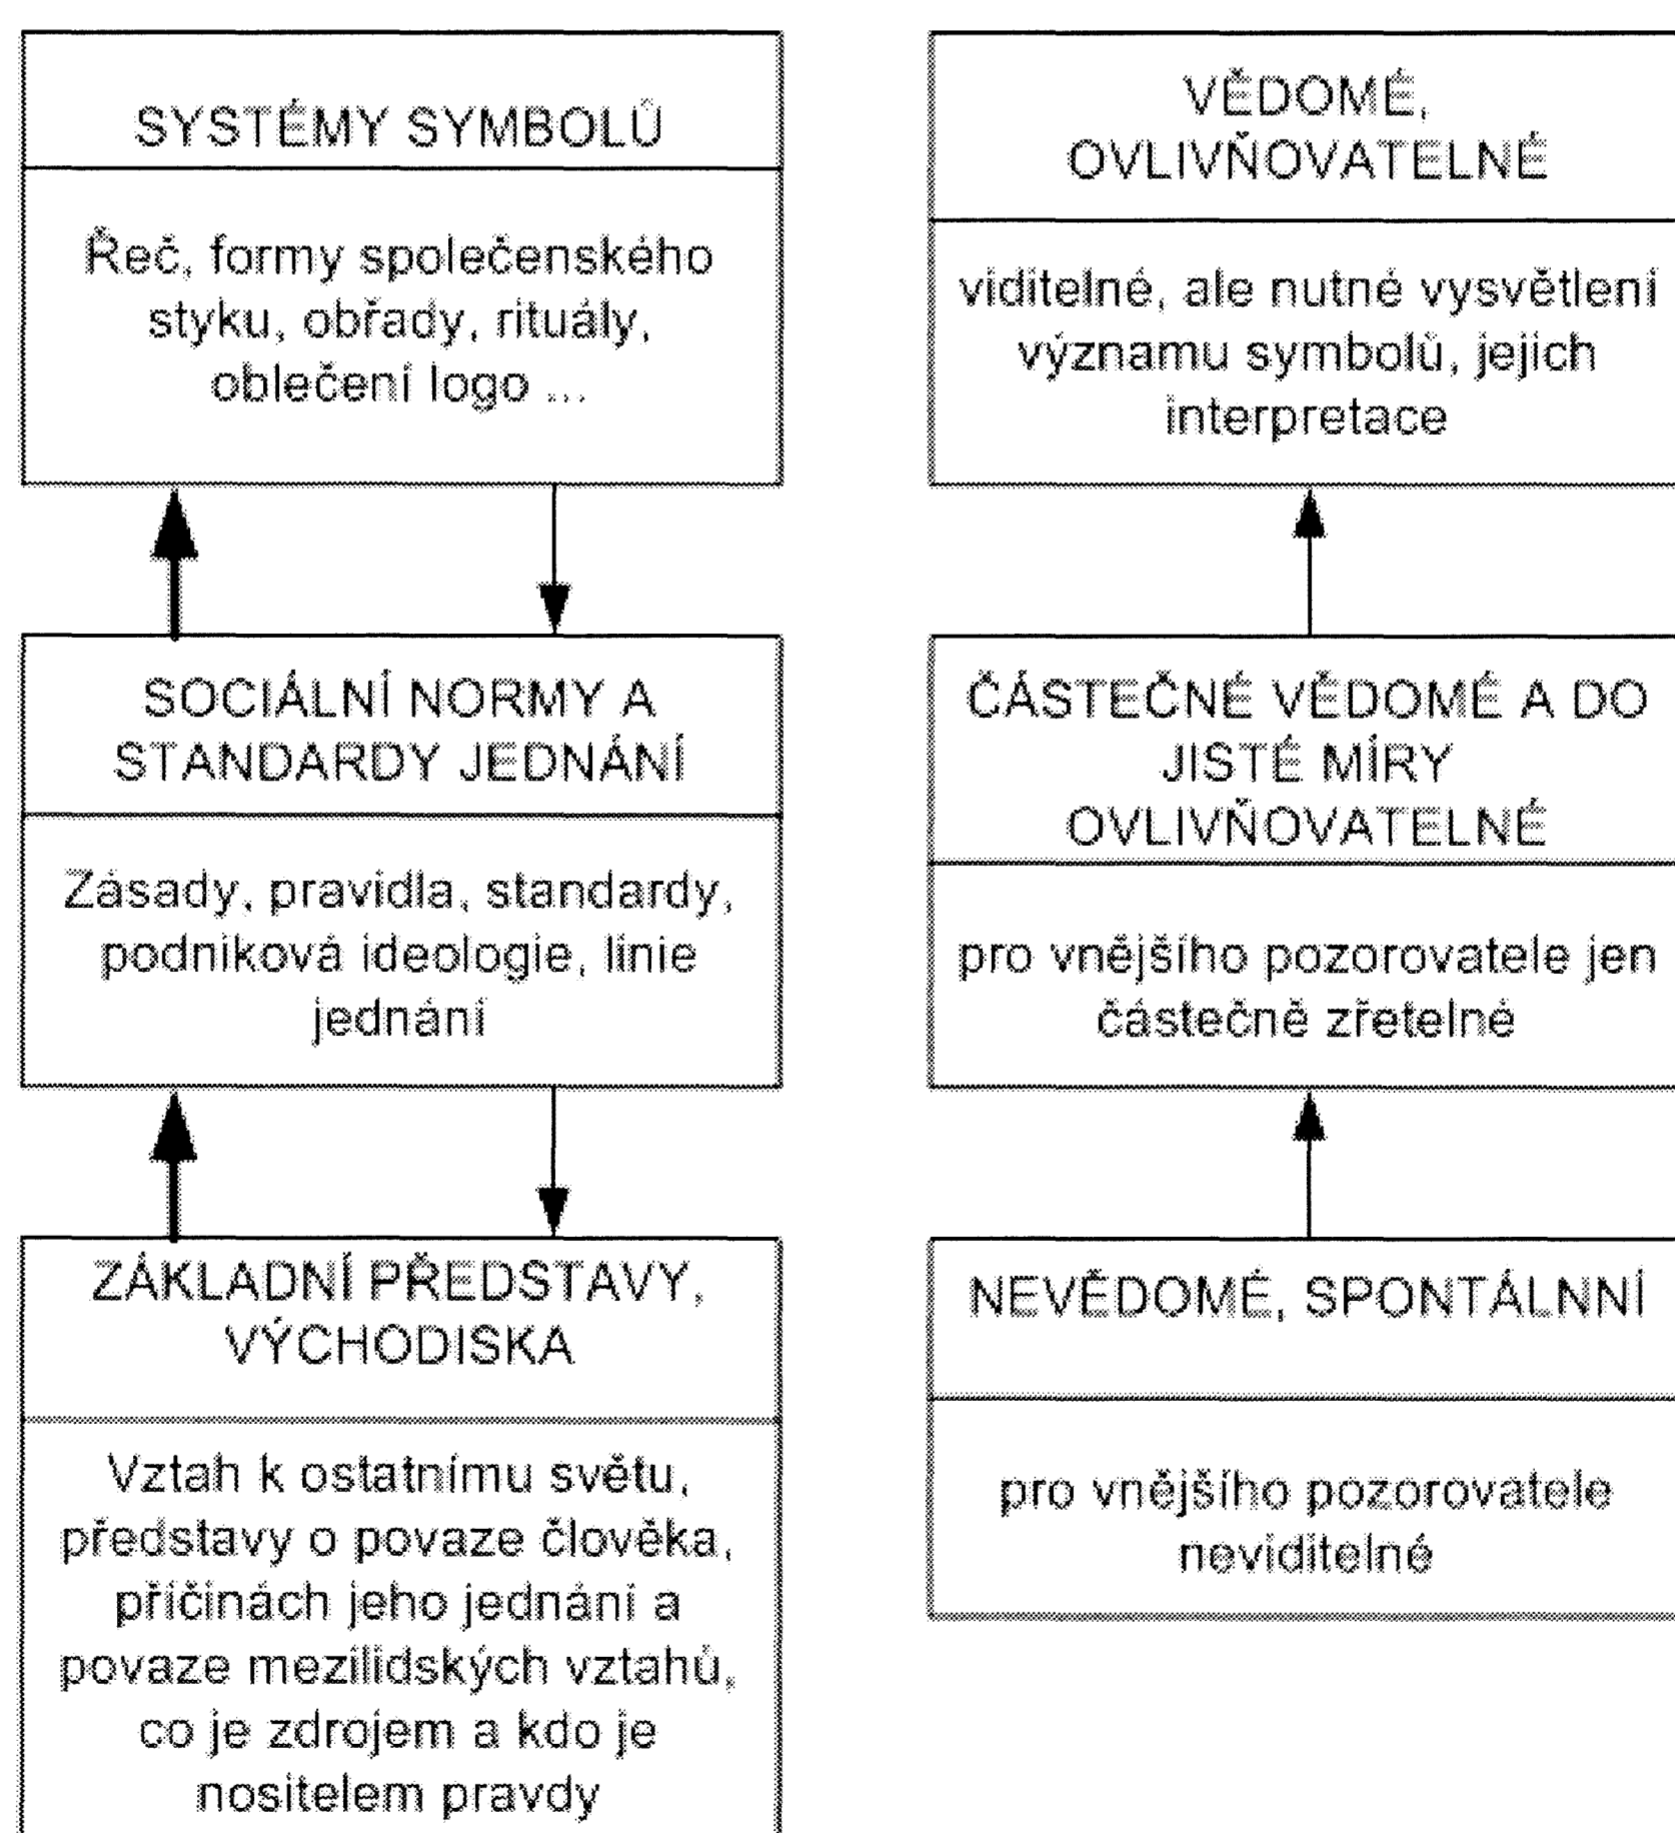 SYSTÉMY SYMBOLŮ
Řeč, formy společenského
styku, obřady, rituály,
oblečení logo ...
VĚDOMÉ,
OVLIVŇOVATELNÉ
viditelné, ale nutné vysvětlení
významu symbolů, jejich
interpretace
SOCIÁLNÍ NORMY A
STANDARDY JEDNÁNÍ
Zásady, pravidla, standardy,
podniková ideologie, linie
jednání
ČÁSTEČNÉ VĚDOMÉ A DO
JISTÉ MÍRY
OVLIVŇOVATELNÉ
pro vnějšího pozorovatele jen
částečně zřetelné
ZÁKLADNÍ PŘEDSTAVY,
VÝCHODISKA
Vztah k ostatnímu světu,
představy o povaze člověka,
příčinách jeho jednání a
povaze mezilidských vztahů,
co je zdrojem a kdo je
nositelem pravdy
NEVĚDOMÉ, SPONTÁLNNÍ
pro vnějšího pozorovatele
neviditelné